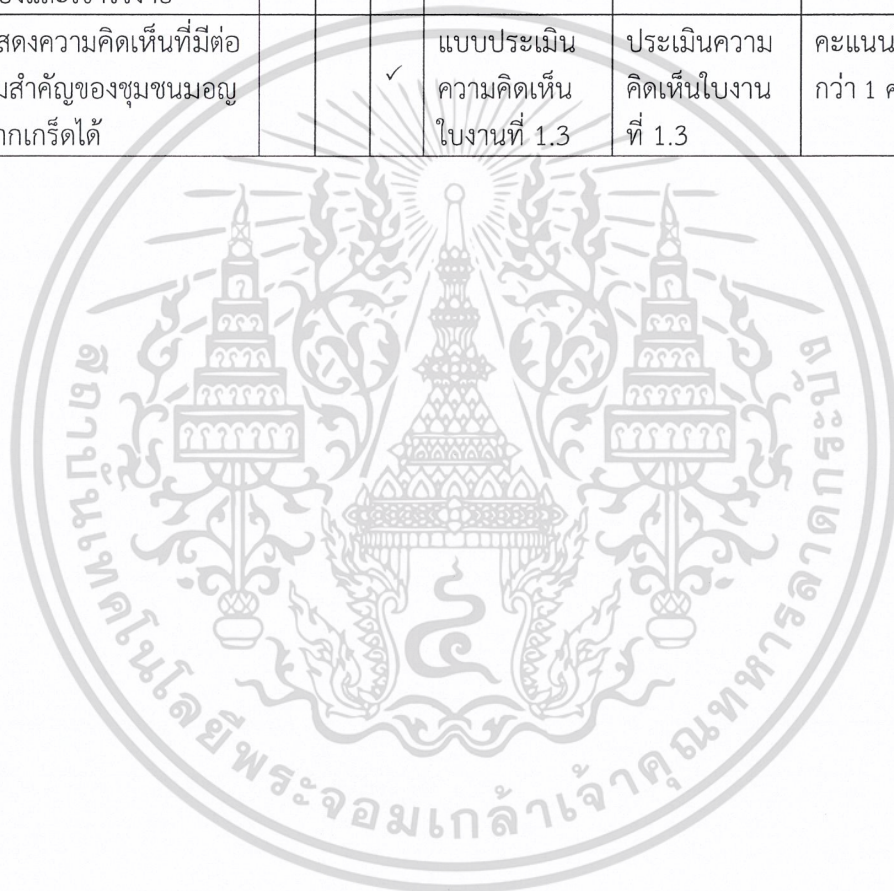 สดงความคิดเห็นที่มีต่อ
มสำคัญของชุมชนมอญ
ากเกร็ดได้
✓
แบบประเมิน
ความคิดเห็น
ใบงานที่ 1.3
ประเมินความ
คิดเห็นใบงาน
ที่ 1.3
คะแนน
กว่า 1 ค
สถาบันเทคโนโลยีพระจอมเกล้าเจ้าคุณทหารลาดกระบัง
๔